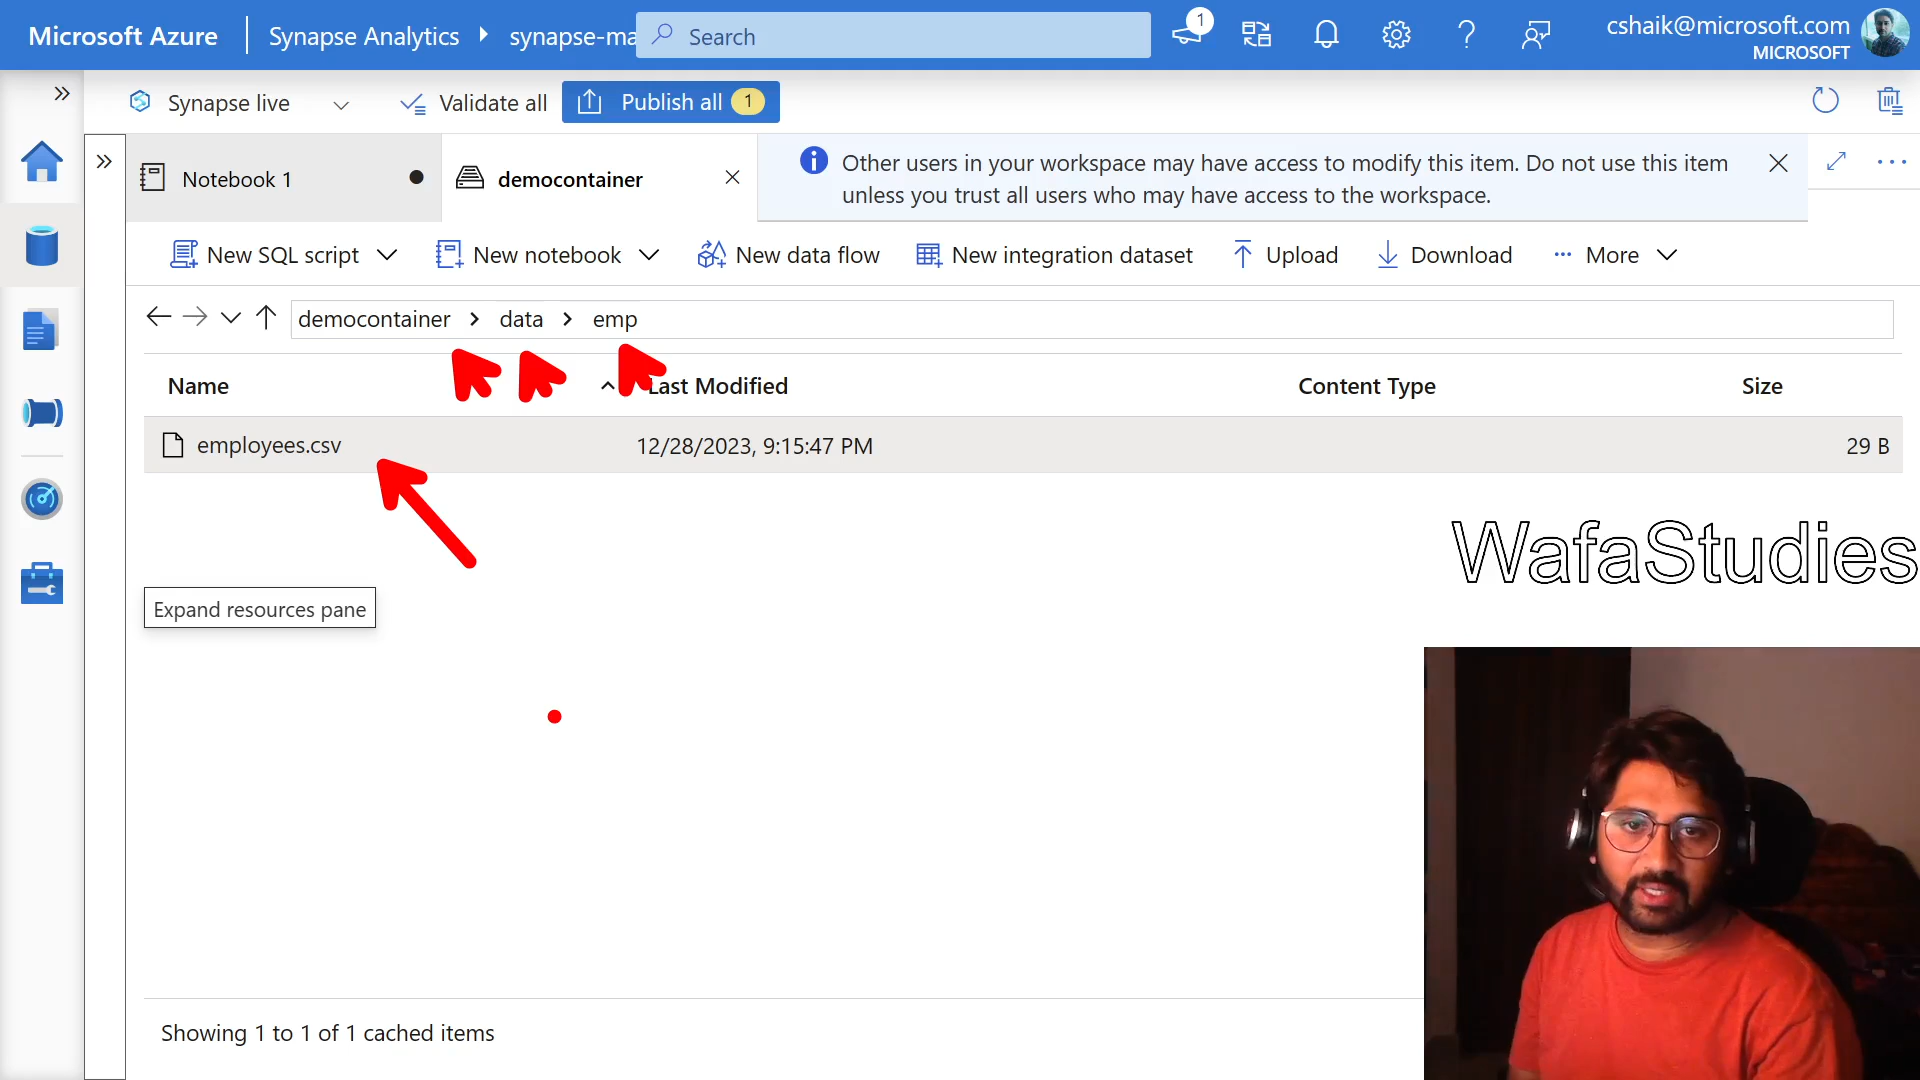 Microsoft Azure
Synapse Analytics
synapse-ma
Search
1
cshaik@microsoft.com
MICROSOFT
Synapse live
Validate all
Publish all 1
Notebook 1
democontainer
Other users in your workspace may have access to modify this item. Do not use this item
unless you trust all users who may have access to the workspace.
New SQL script
New notebook
New data flow
New integration dataset
Upload
Download
More
democontainer
data
emp
Name
Last Modified
Content Type
Size
employees.csv
12/28/2023, 9:15:47 PM
29 B
WafaStudies
Expand resources pane
Showing 1 to 1 of 1 cached items